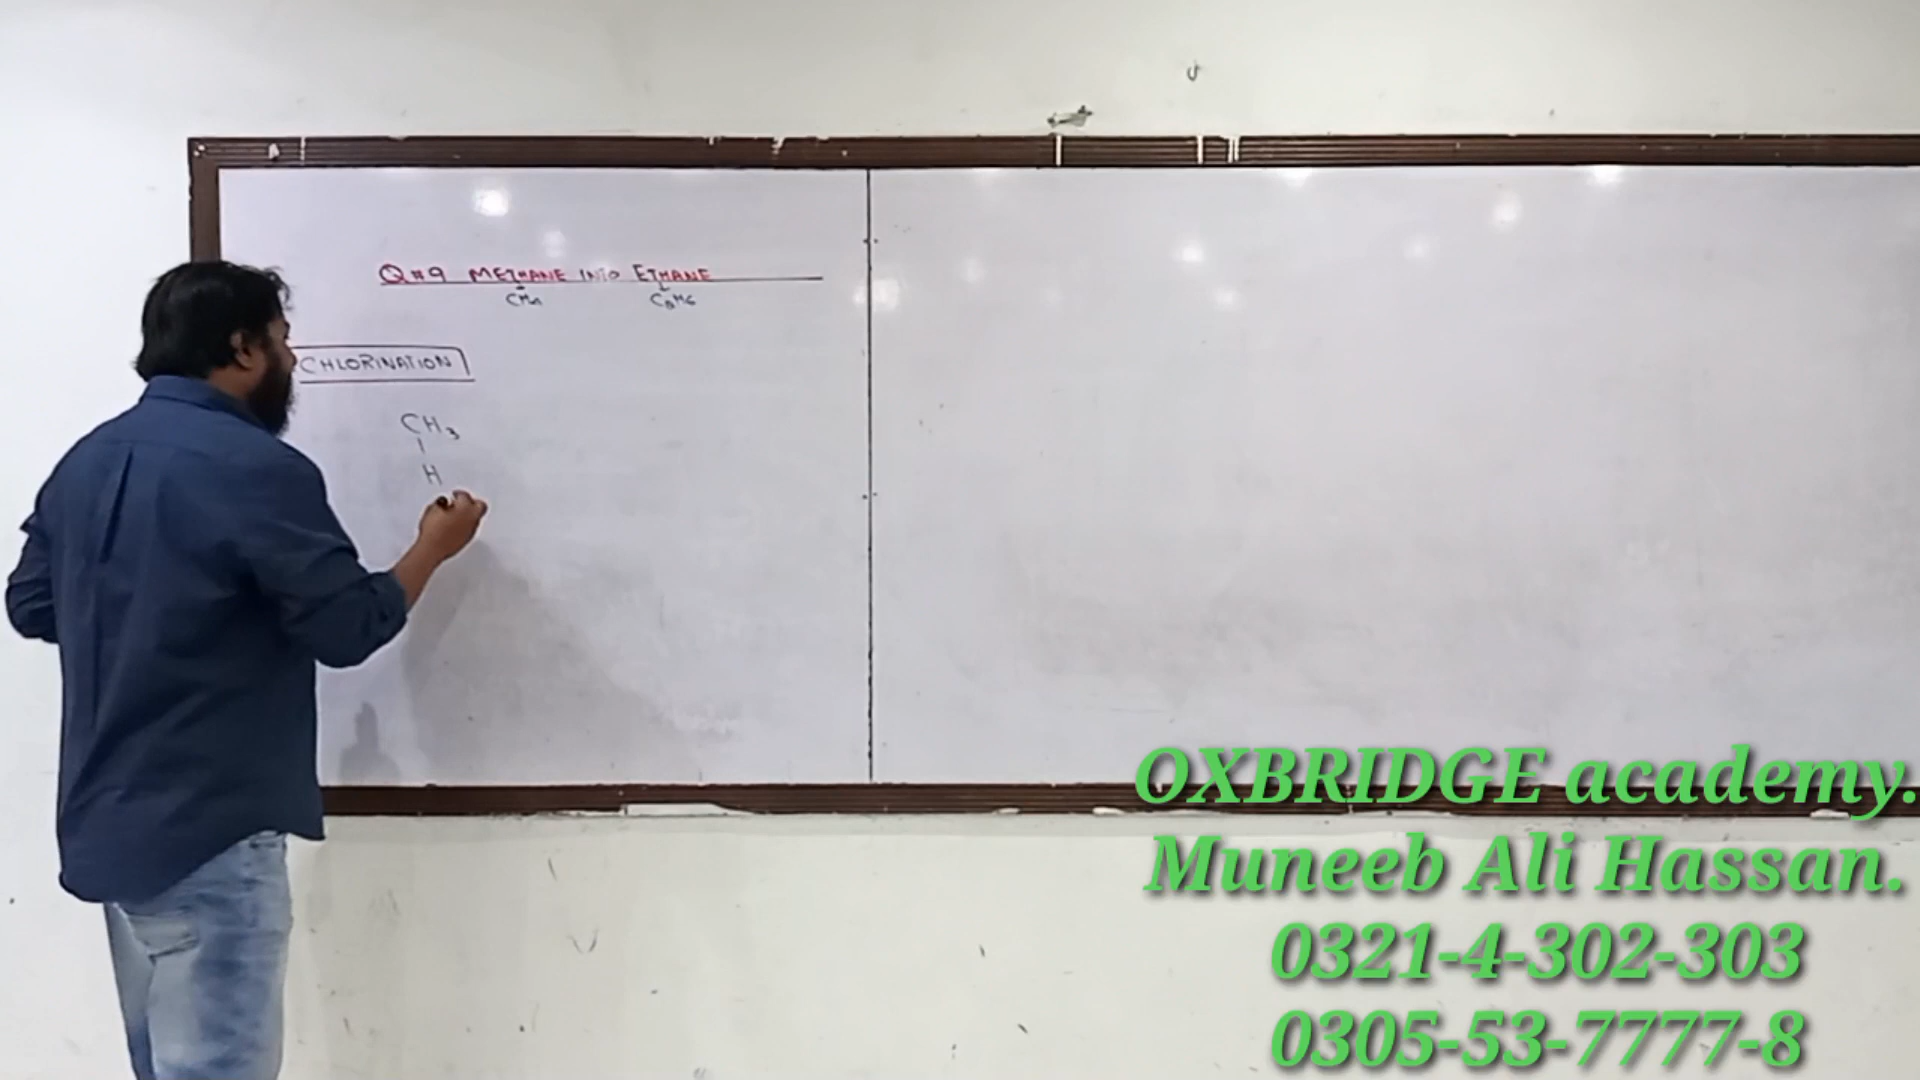 Q#9 METHANE INTO ETHANE
CH4 C2H6
CHLORINATION
CH3
H
OXBRIDGE academy.
Muneeb Ali Hassan.
0321-4-302-303
0305-53-7777-8